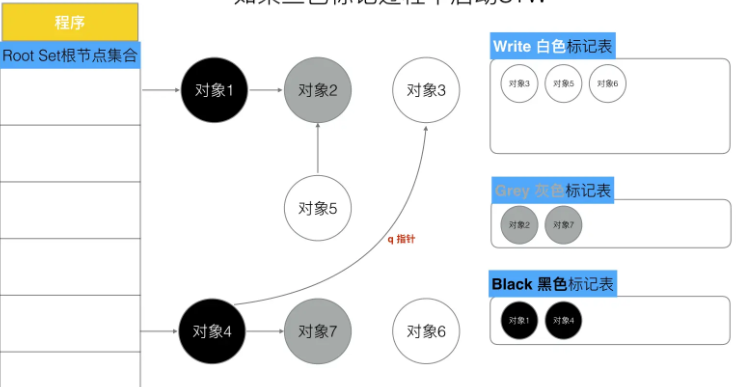 程序
Root Set根节点集合
对象1
对象2
对象3
对象5
q 指针
对象4
对象7
对象6
Write 白色标记表
对象3
对象5
对象6
Grey 灰色标记表
对象2
对象7
Black 黑色标记表
对象1
对象4